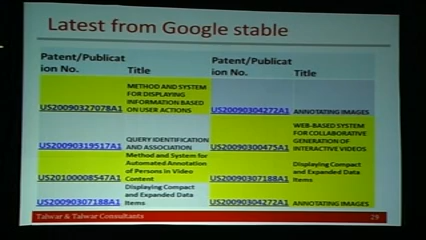 Latest from Google stable
Patent/Publicat
ion No.
Title
Patent/Publicat
ion No.
Title
METHOD AND SYSTEM
FOR DISPLAYING
INFORMATION BASED
US20090327078A1 ON USER ACTIONS
US20090304272A1 ANNOTATING IMAGES
QUERY IDENTIFICATION
US20090319517A1 AND ASSOCIATION
WEB-BASED SYSTEM
FOR COLLABORATIVE
GENERATION OF
US20090300475A1 INTERACTIVE VIDEOS
Method and System for
Automated Annotation
of Persons in Video
US20100008547A1 Content
Displaying Compact
and Expanded Data
US20090307188A1 Items
Displaying Compact
and Expanded Data
US20090307188A1 Items
US20090304272A1 ANNOTATING IMAGES
Talwar & Talwar Consultants
29